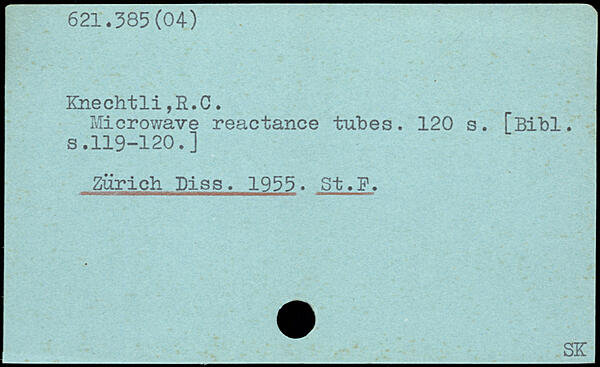 621.385(04)
Knechtli,R.C.
Microwave reactance tubes. 120 s. [Bibl.
s.119-120.]
Zürich Diss. 1955. St.F.
SK